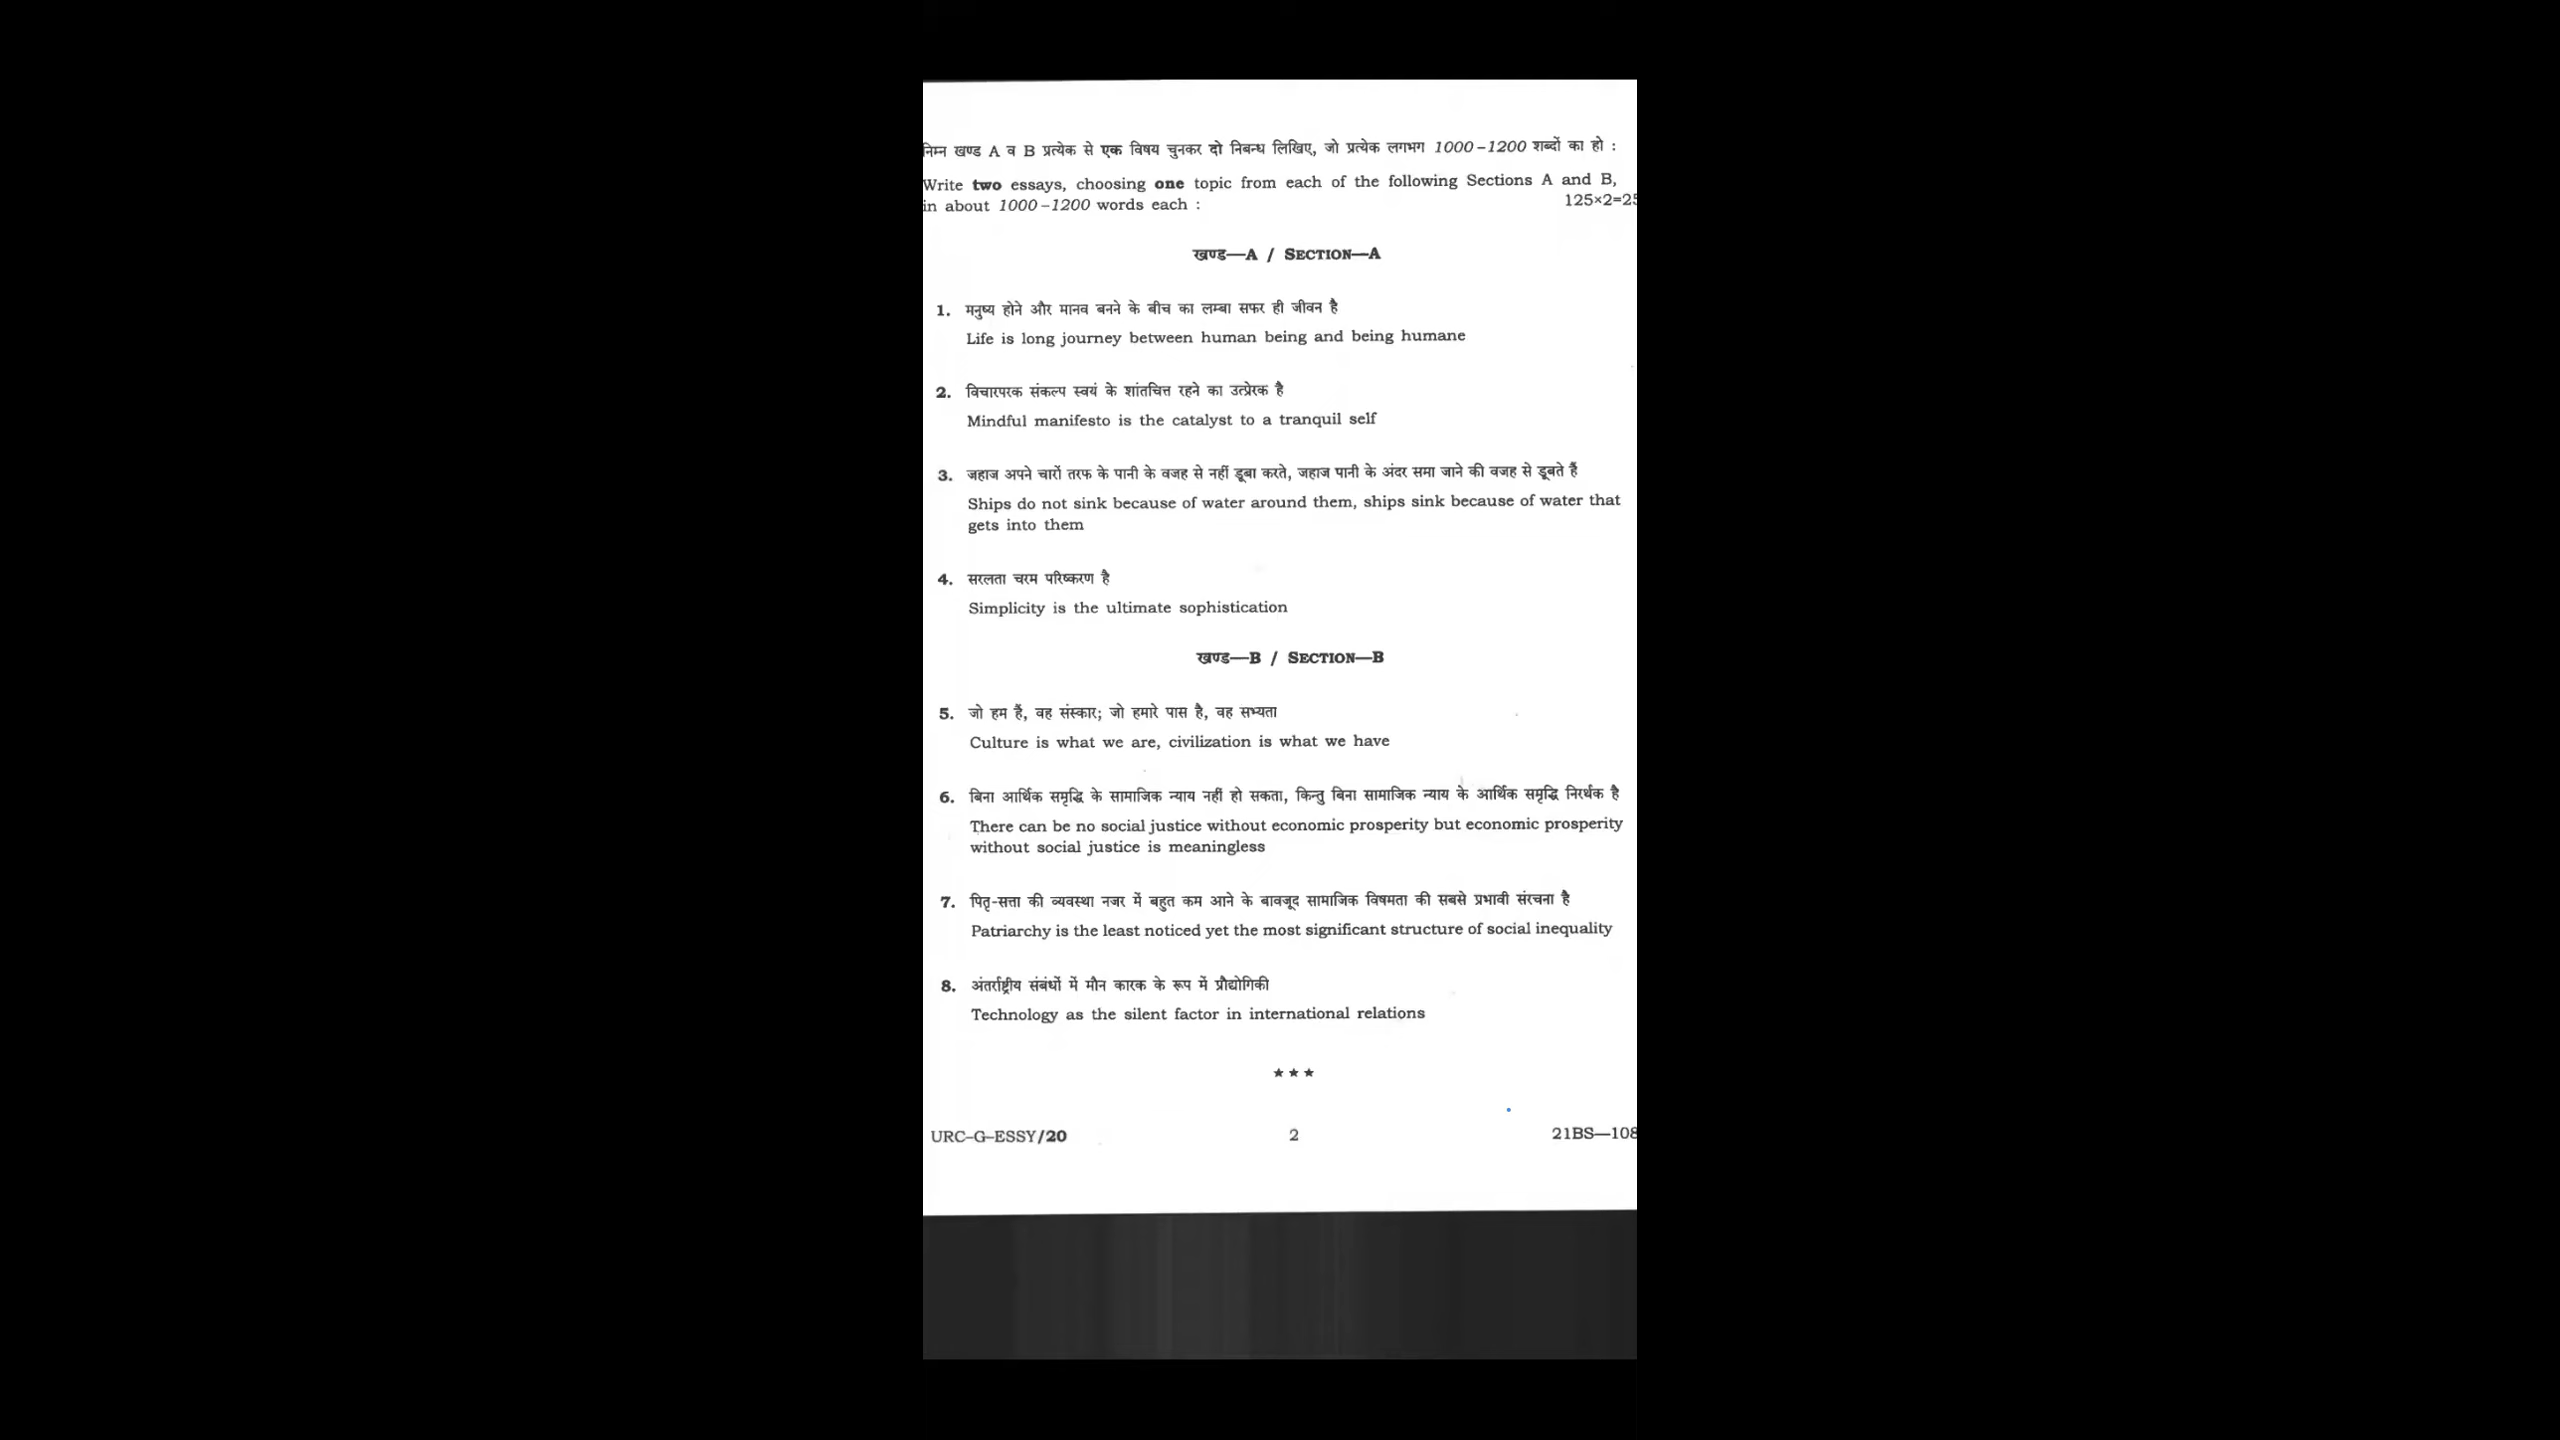 निम्न खण्ड A व B प्रत्येक से एक विषय चुनकर दो निबन्ध लिखिए, जो प्रत्येक लगभग 1000–1200 शब्दों का हो :
Write two essays, choosing one topic from each of the following Sections A and B,
in about 1000–1200 words each :
125×2=25
खण्ड—A / SECTION—A
1. मनुष्य होने और मानव बनने के बीच का लम्बा सफर ही जीवन है
Life is long journey between human being and being humane
2. विचारपरक संकल्प स्वयं के शांतचित्त रहने का उत्प्रेरक है
Mindful manifesto is the catalyst to a tranquil self
3. जहाज अपने चारों तरफ के पानी के वजह से नहीं डूबा करते, जहाज पानी के अंदर समा जाने की वजह से डूबते हैं
Ships do not sink because of water around them, ships sink because of water that
gets into them
4. सरलता चरम परिष्करण है
Simplicity is the ultimate sophistication
खण्ड—B / SECTION—B
5. जो हम हैं, वह संस्कार; जो हमारे पास है, वह सभ्यता
Culture is what we are, civilization is what we have
6. बिना आर्थिक समृद्धि के सामाजिक न्याय नहीं हो सकता, किन्तु बिना सामाजिक न्याय के आर्थिक समृद्धि निरर्थक है
There can be no social justice without economic prosperity but economic prosperity
without social justice is meaningless
7. पितृ-सत्ता की व्यवस्था नजर में बहुत कम आने के बावजूद सामाजिक विषमता की सबसे प्रभावी संरचना है
Patriarchy is the least noticed yet the most significant structure of social inequality
8. अंतर्राष्ट्रीय संबंधों में मौन कारक के रूप में प्रौद्योगिकी
Technology as the silent factor in international relations
★ ★ ★
URC–G–ESSY/20
2
21BS—108